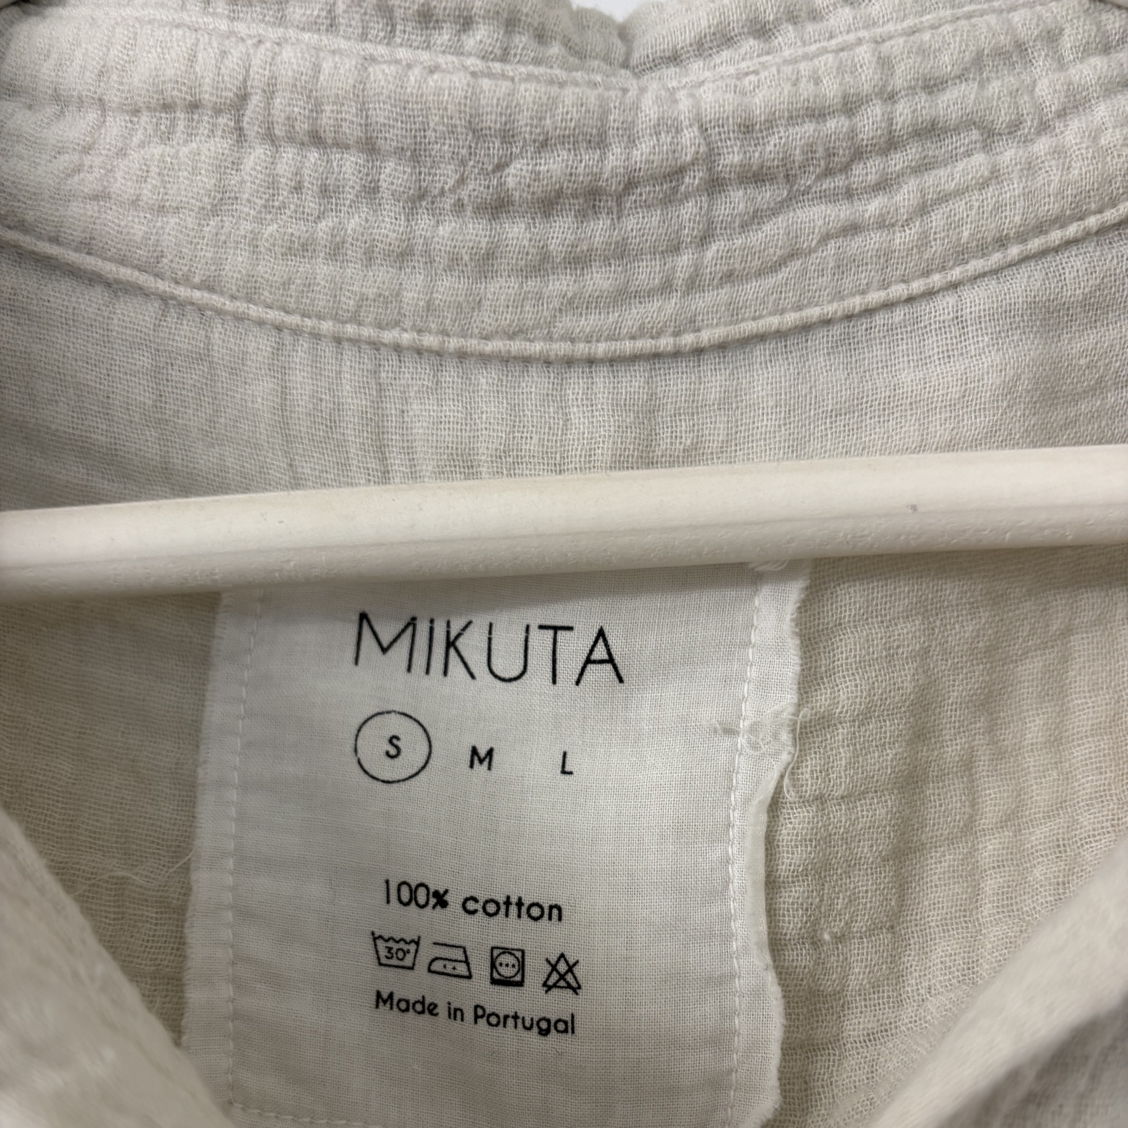 MIKUTA
S M L
100% cotton
30°
Made in Portugal